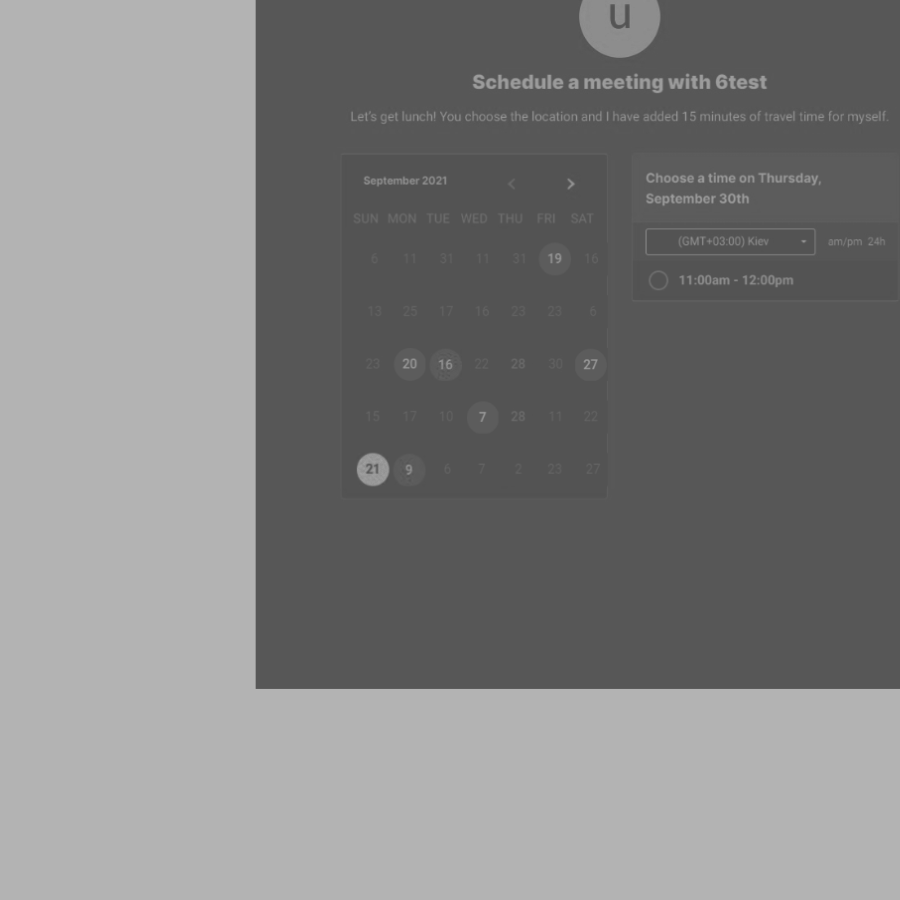 u
Schedule a meeting with 6test
Let's get lunch! You choose the location and I have added 15 minutes of travel time for myself.
September 2021
SUN MON TUE WED THU FRI SAT
6 11 31 11 31 19 16
13 25 17 16 23 23 6
23 20 16 22 28 30 27
15 17 10 7 28 11 22
21 9 6 7 2 23 27
Choose a time on Thursday,
September 30th
(GMT+03:00) Kiev am/pm 24h
11:00am - 12:00pm